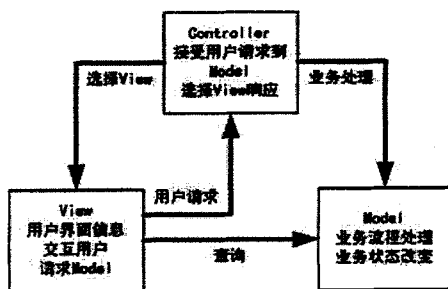 Controller
接受用户请求到
Model
选择View响应
选择View
业务处理
用户请求
View
用户界面信息
交互用户
请求Model
查询
Model
业务流程处理
业务状态改变